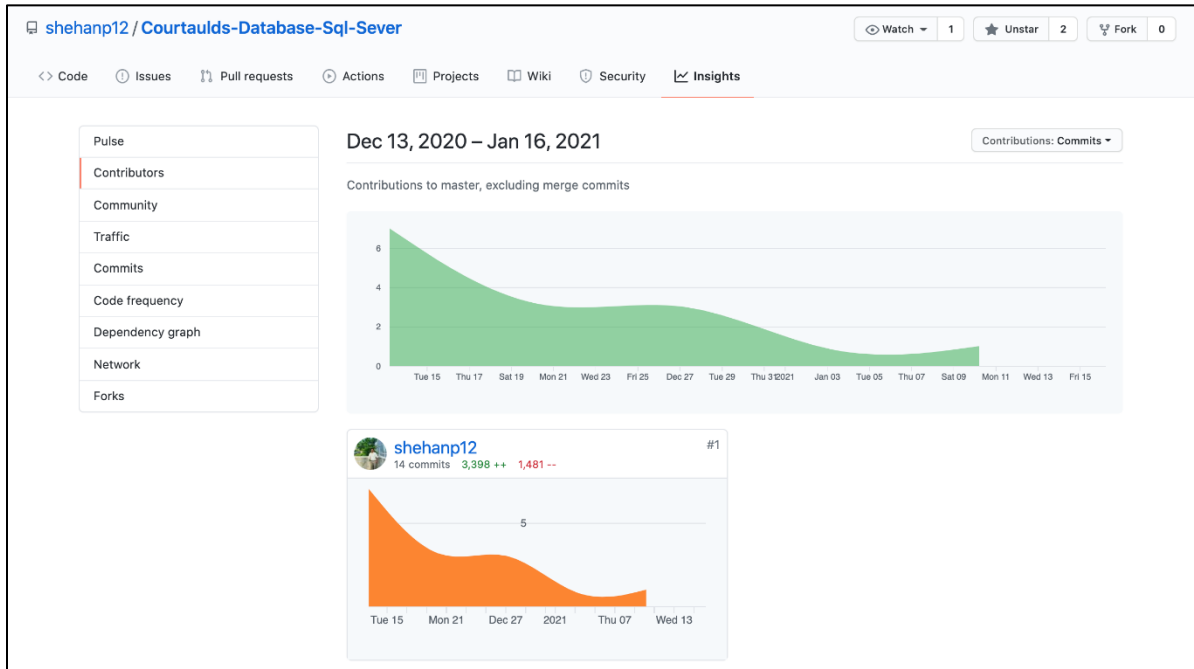 shehanp12 / Courtaulds-Database-Sql-Sever
Watch 1 Unstar 2 Fork 0
<> Code Issues Pull requests Actions Projects Wiki Security Insights
Pulse
Contributors
Community
Traffic
Commits
Code frequency
Dependency graph
Network
Forks
Dec 13, 2020 – Jan 16, 2021
Contributions: Commits
Contributions to master, excluding merge commits
6
4
2
0
Tue 15 Thu 17 Sat 19 Mon 21 Wed 23 Fri 25 Dec 27 Tue 29 Thu 31 2021 Jan 03 Tue 05 Thu 07 Sat 09 Mon 11 Wed 13 Fri 15
shehanp12 #1
14 commits 3,398 ++ 1,481 --
5
Tue 15 Mon 21 Dec 27 2021 Thu 07 Wed 13